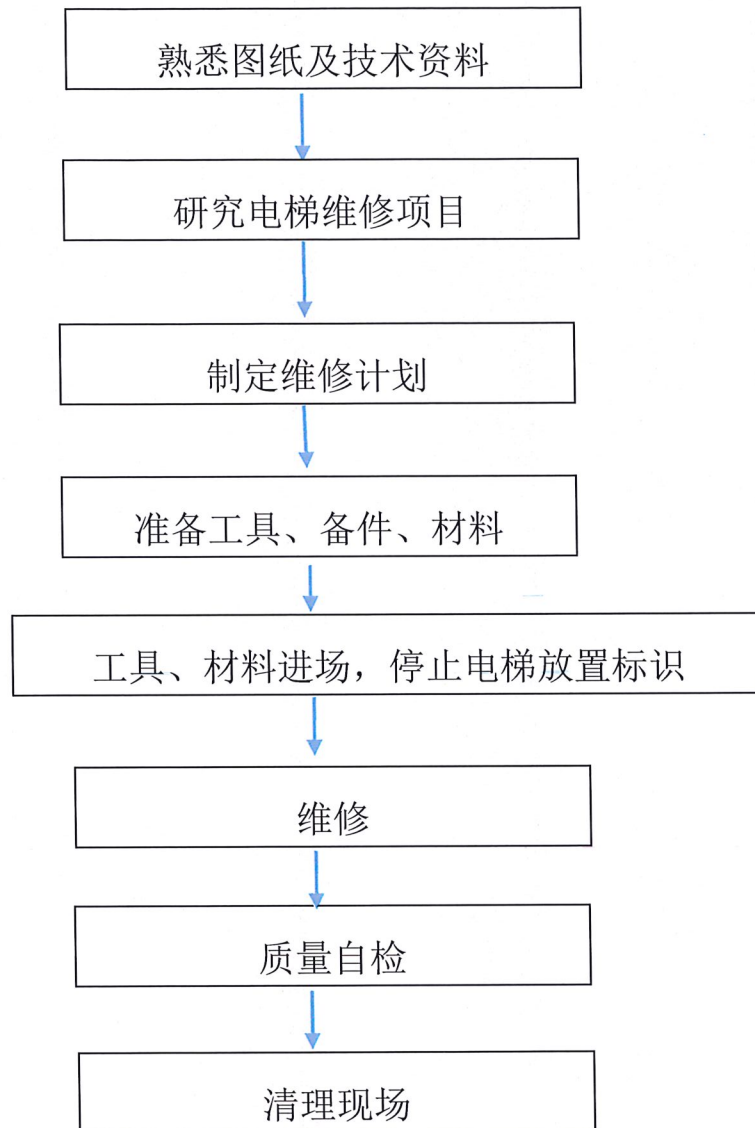 熟悉图纸及技术资料
研究电梯维修项目
制定维修计划
准备工具、备件、材料
工具、材料进场，停止电梯放置标识
维修
质量自检
清理现场